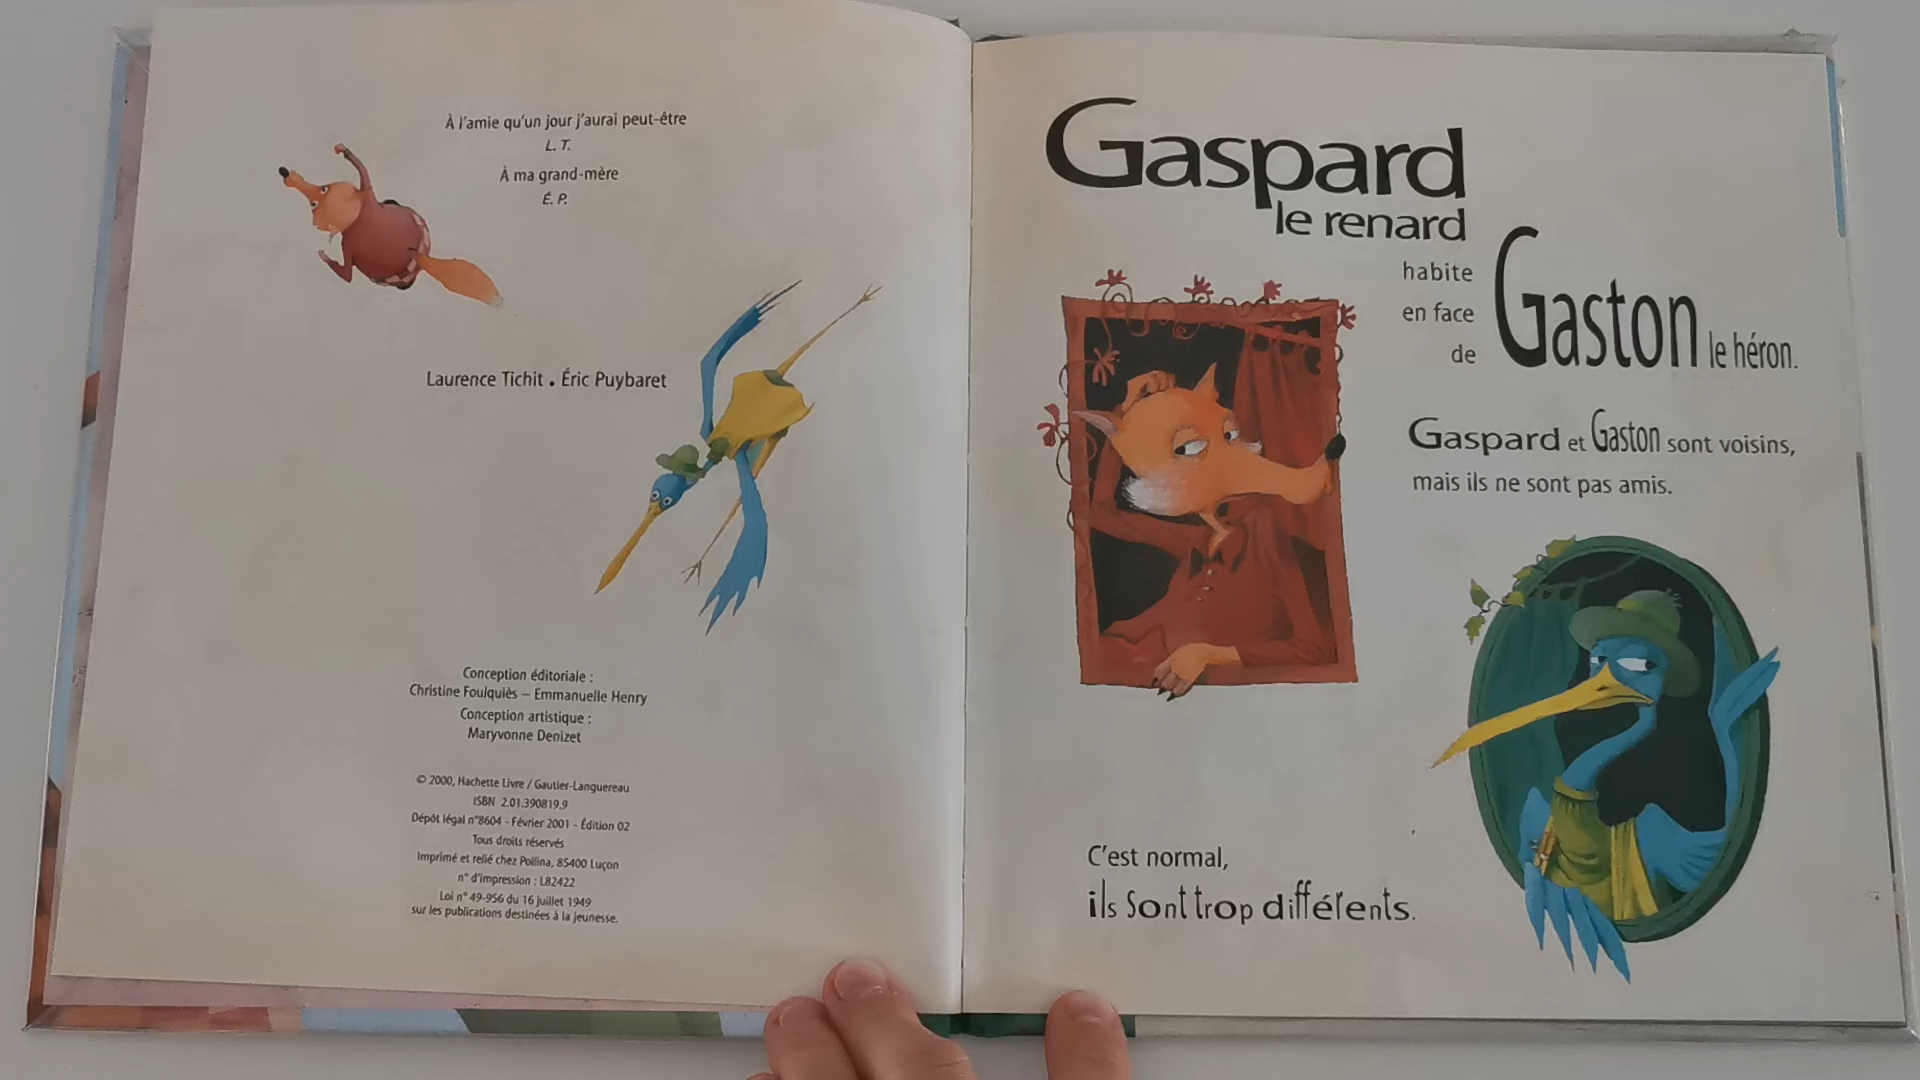 À l'amie qu'un jour j'aurai peut-être
L. T.
À ma grand-mère
É. P.
Laurence Tichit • Éric Puybaret
Conception éditoriale :
Christine Foulquiès – Emmanuelle Henry
Conception artistique :
Maryvonne Denizet
© 2000, Hachette Livre / Gautier-Languereau
ISBN 2.01.390819.9
Dépôt légal n°8604 - Février 2001 - Édition 02
Tous droits réservés
Imprimé et relié chez Pollina, 85400 Luçon
n° d'impression : L82422
Loi n° 49-956 du 16 juillet 1949
sur les publications destinées à la jeunesse.
Gaspard
le renard
habite
en face
de Gaston le héron.
Gaspard et Gaston sont voisins,
mais ils ne sont pas amis.
C'est normal,
ils sont trop différents.